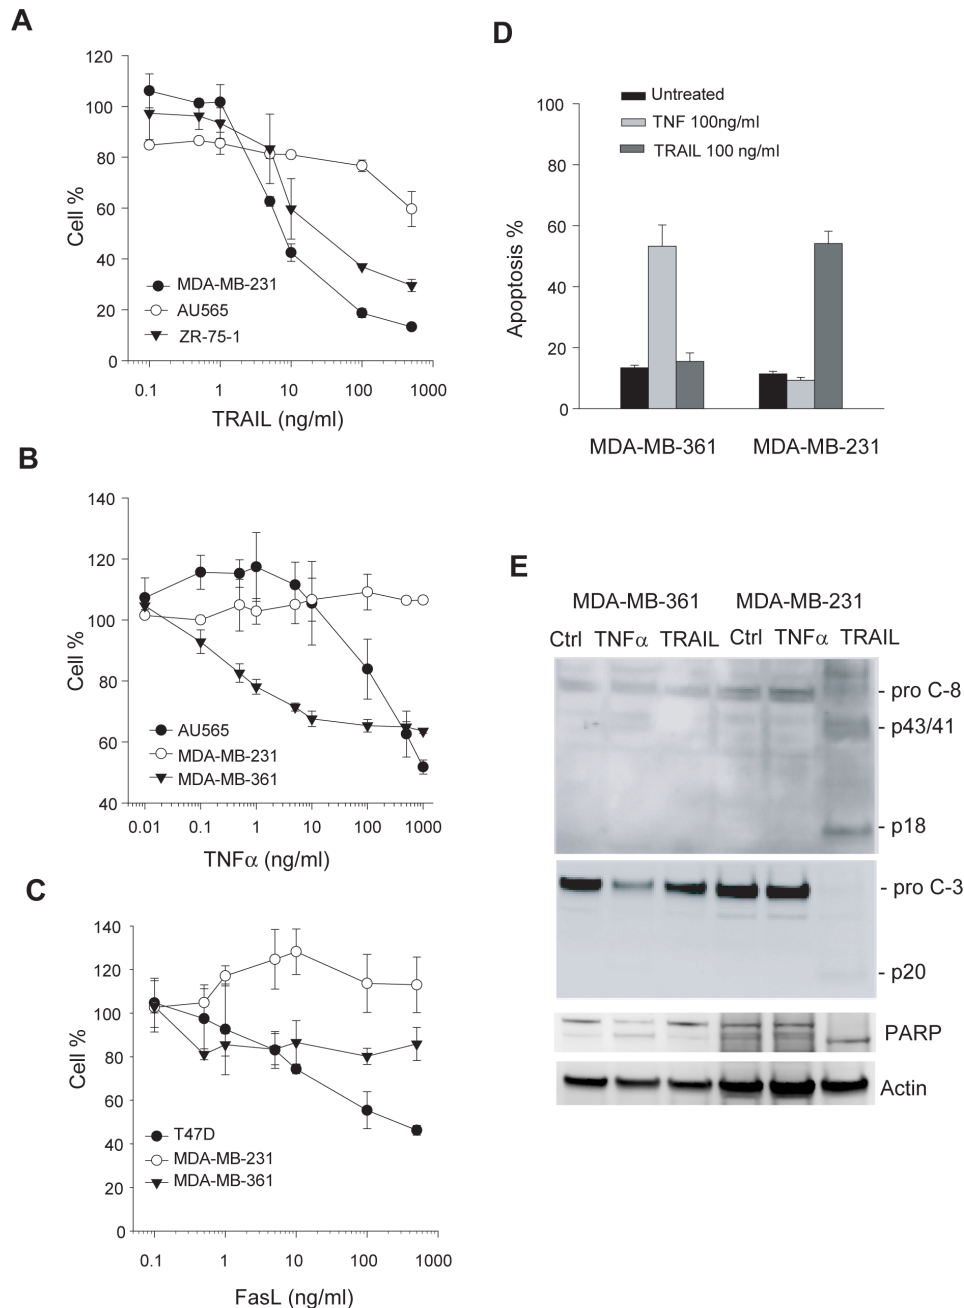 A
120
100
80
60
40
20
0
Cell %
MDA-MB-231
AU565
ZR-75-1
0.1 1 10 100 1000
TRAIL (ng/ml)
B
140
120
100
80
60
40
Cell %
AU565
MDA-MB-231
MDA-MB-361
0.01 0.1 1 10 100 1000
TNFα (ng/ml)
C
140
120
100
80
60
40
20
0
Cell %
T47D
MDA-MB-231
MDA-MB-361
0.1 1 10 100 1000
FasL (ng/ml)
D
100
80
60
40
20
0
Apoptosis %
Untreated
TNF 100ng/ml
TRAIL 100 ng/ml
MDA-MB-361 MDA-MB-231
E
MDA-MB-361 MDA-MB-231
Ctrl TNFα TRAIL Ctrl TNFα TRAIL
- pro C-8
- p43/41
- p18
- pro C-3
- p20
PARP
Actin